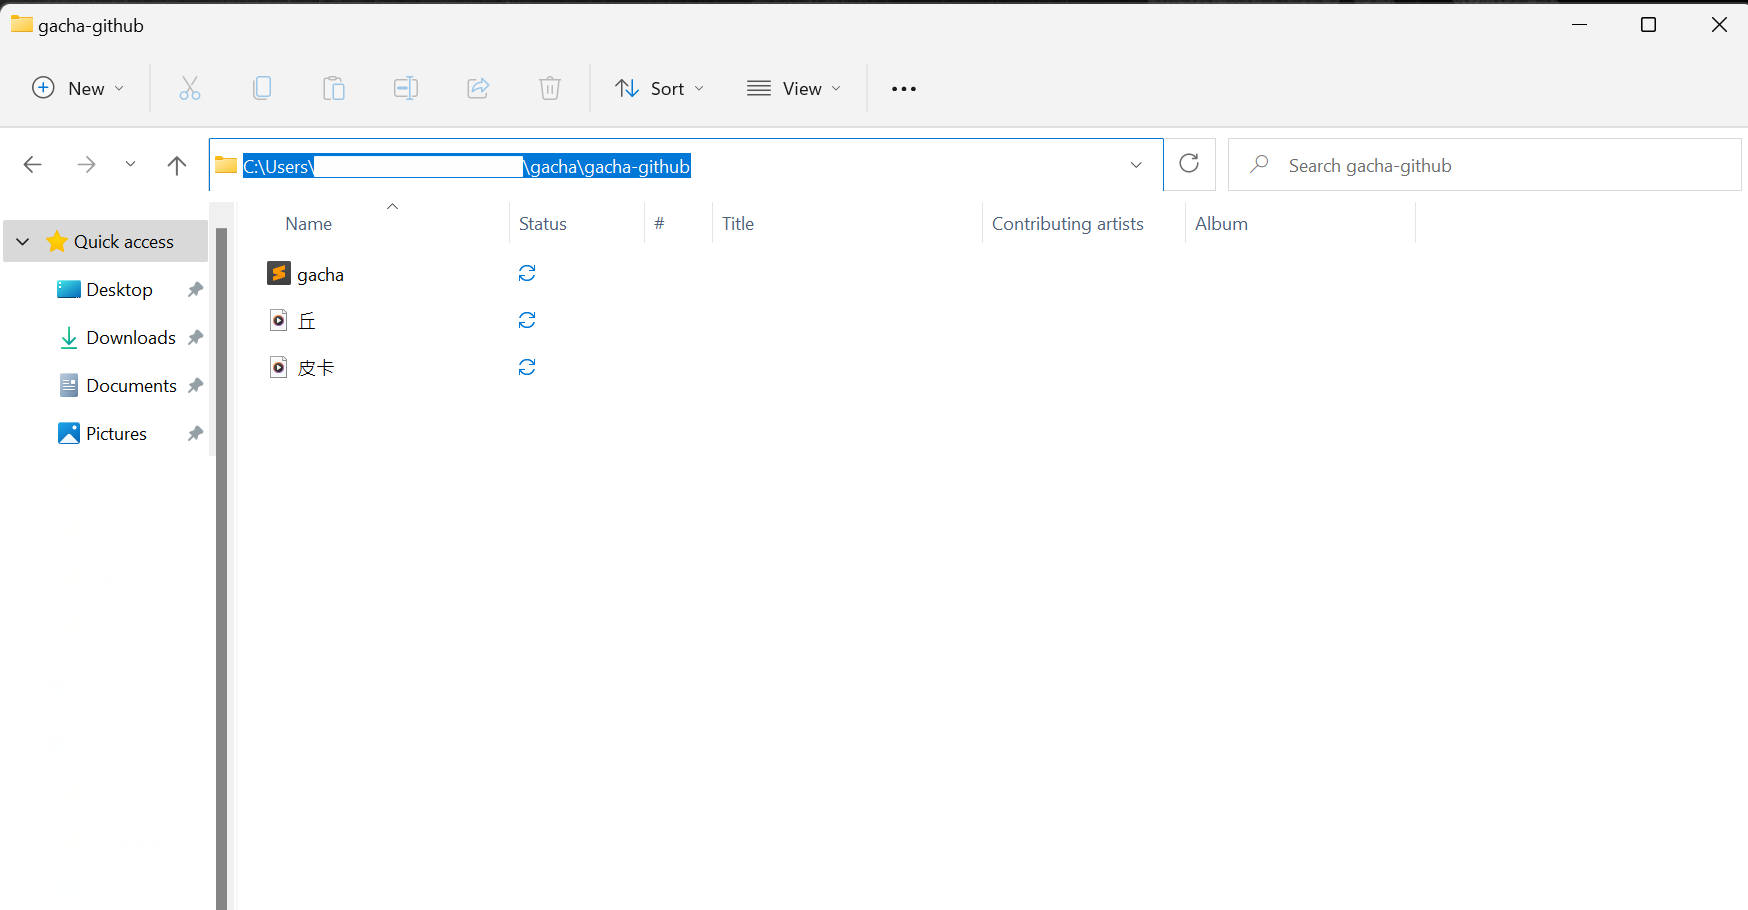 gacha-github
New
Sort
View
C:\Users\ \gacha\gacha-github
Search gacha-github
Name
Status
#
Title
Contributing artists
Album
Quick access
Desktop
Downloads
Documents
Pictures
gacha
丘
皮卡